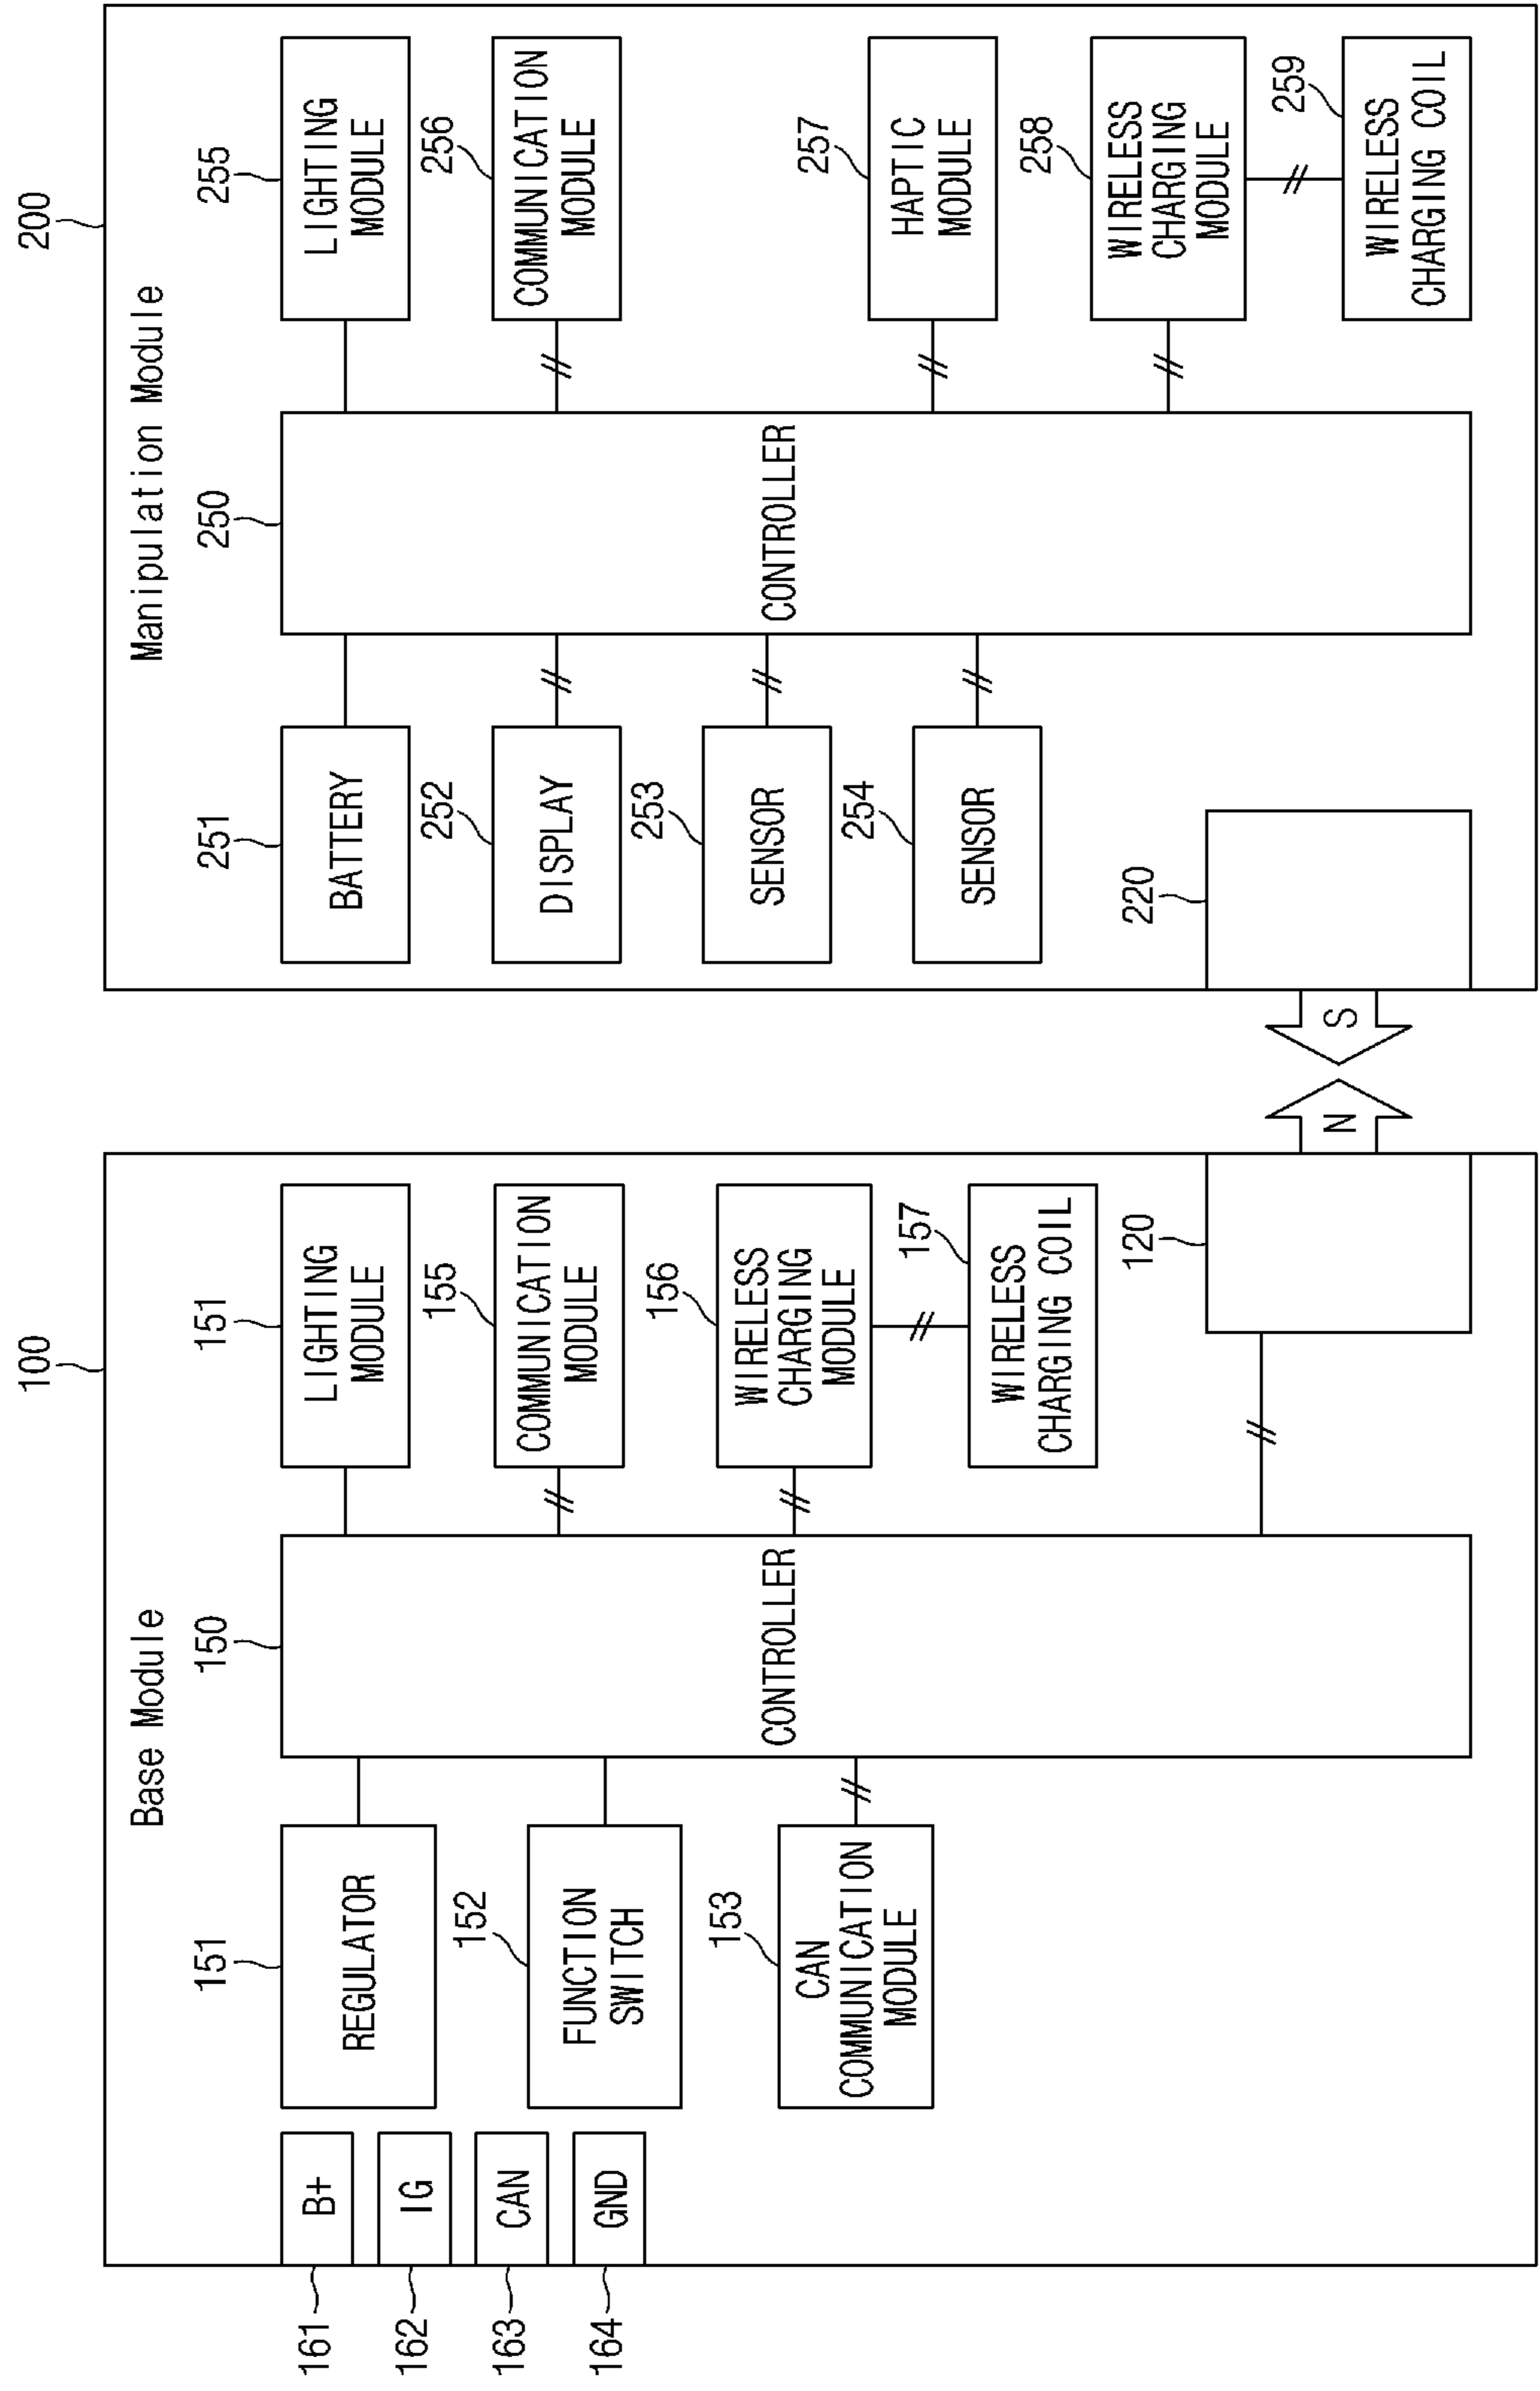 100
Base Module
161
B+
162
IG
163
CAN
164
GND
151
REGULATOR
152
FUNCTION
SWITCH
153
CAN
COMMUNICATION
MODULE
150
CONTROLLER
151
LIGHTING
MODULE
155
COMMUNICATION
MODULE
156
WIRELESS
CHARGING
MODULE
157
WIRELESS
CHARGING COIL
120
N
S
200
Manipulation Module
251
BATTERY
252
DISPLAY
253
SENSOR
254
SENSOR
220
250
CONTROLLER
255
LIGHTING
MODULE
256
COMMUNICATION
MODULE
257
HAPTIC
MODULE
258
WIRELESS
CHARGING
MODULE
259
WIRELESS
CHARGING COIL